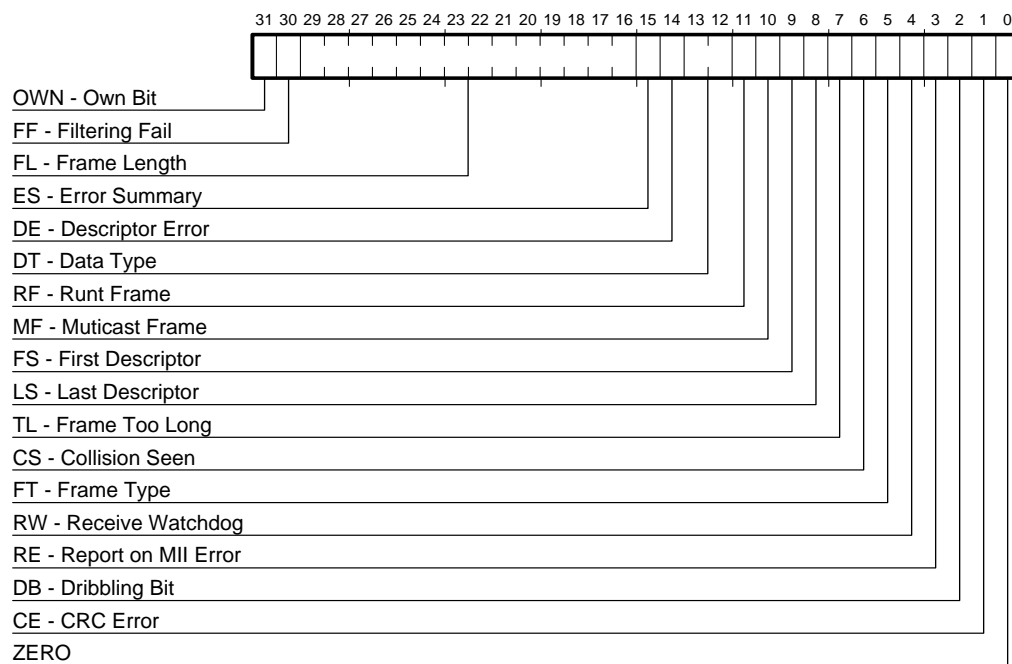 31 30 29 28 27 26 25 24 23 22 21 20 19 18 17 16 15 14 13 12 11 10 9 8 7 6 5 4 3 2 1 0
OWN - Own Bit
FF - Filtering Fail
FL - Frame Length
ES - Error Summary
DE - Descriptor Error
DT - Data Type
RF - Runt Frame
MF - Muticast Frame
FS - First Descriptor
LS - Last Descriptor
TL - Frame Too Long
CS - Collision Seen
FT - Frame Type
RW - Receive Watchdog
RE - Report on MII Error
DB - Dribbling Bit
CE - CRC Error
ZERO